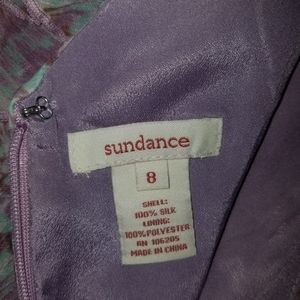 sundance
8
SHELL:
100% SILK
LINING:
100%POLYESTER
RN 106205
MADE IN CHINA